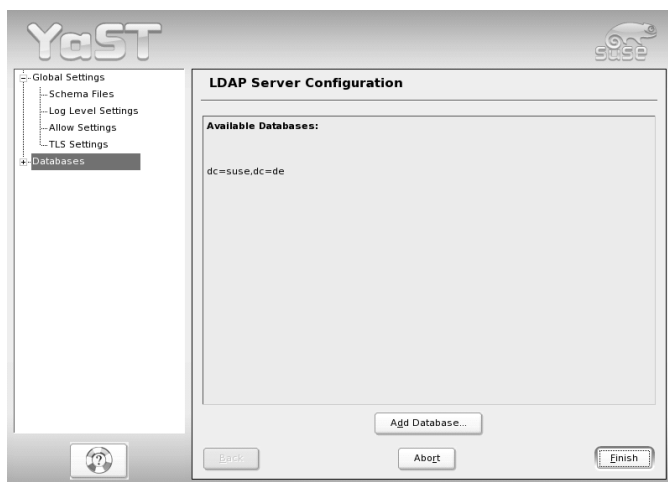 YaST
SUSE
Global Settings
Schema Files
Log Level Settings
Allow Settings
TLS Settings
Databases
LDAP Server Configuration
Available Databases:
dc=suse,dc=de
Add Database...
Back
Abort
Finish